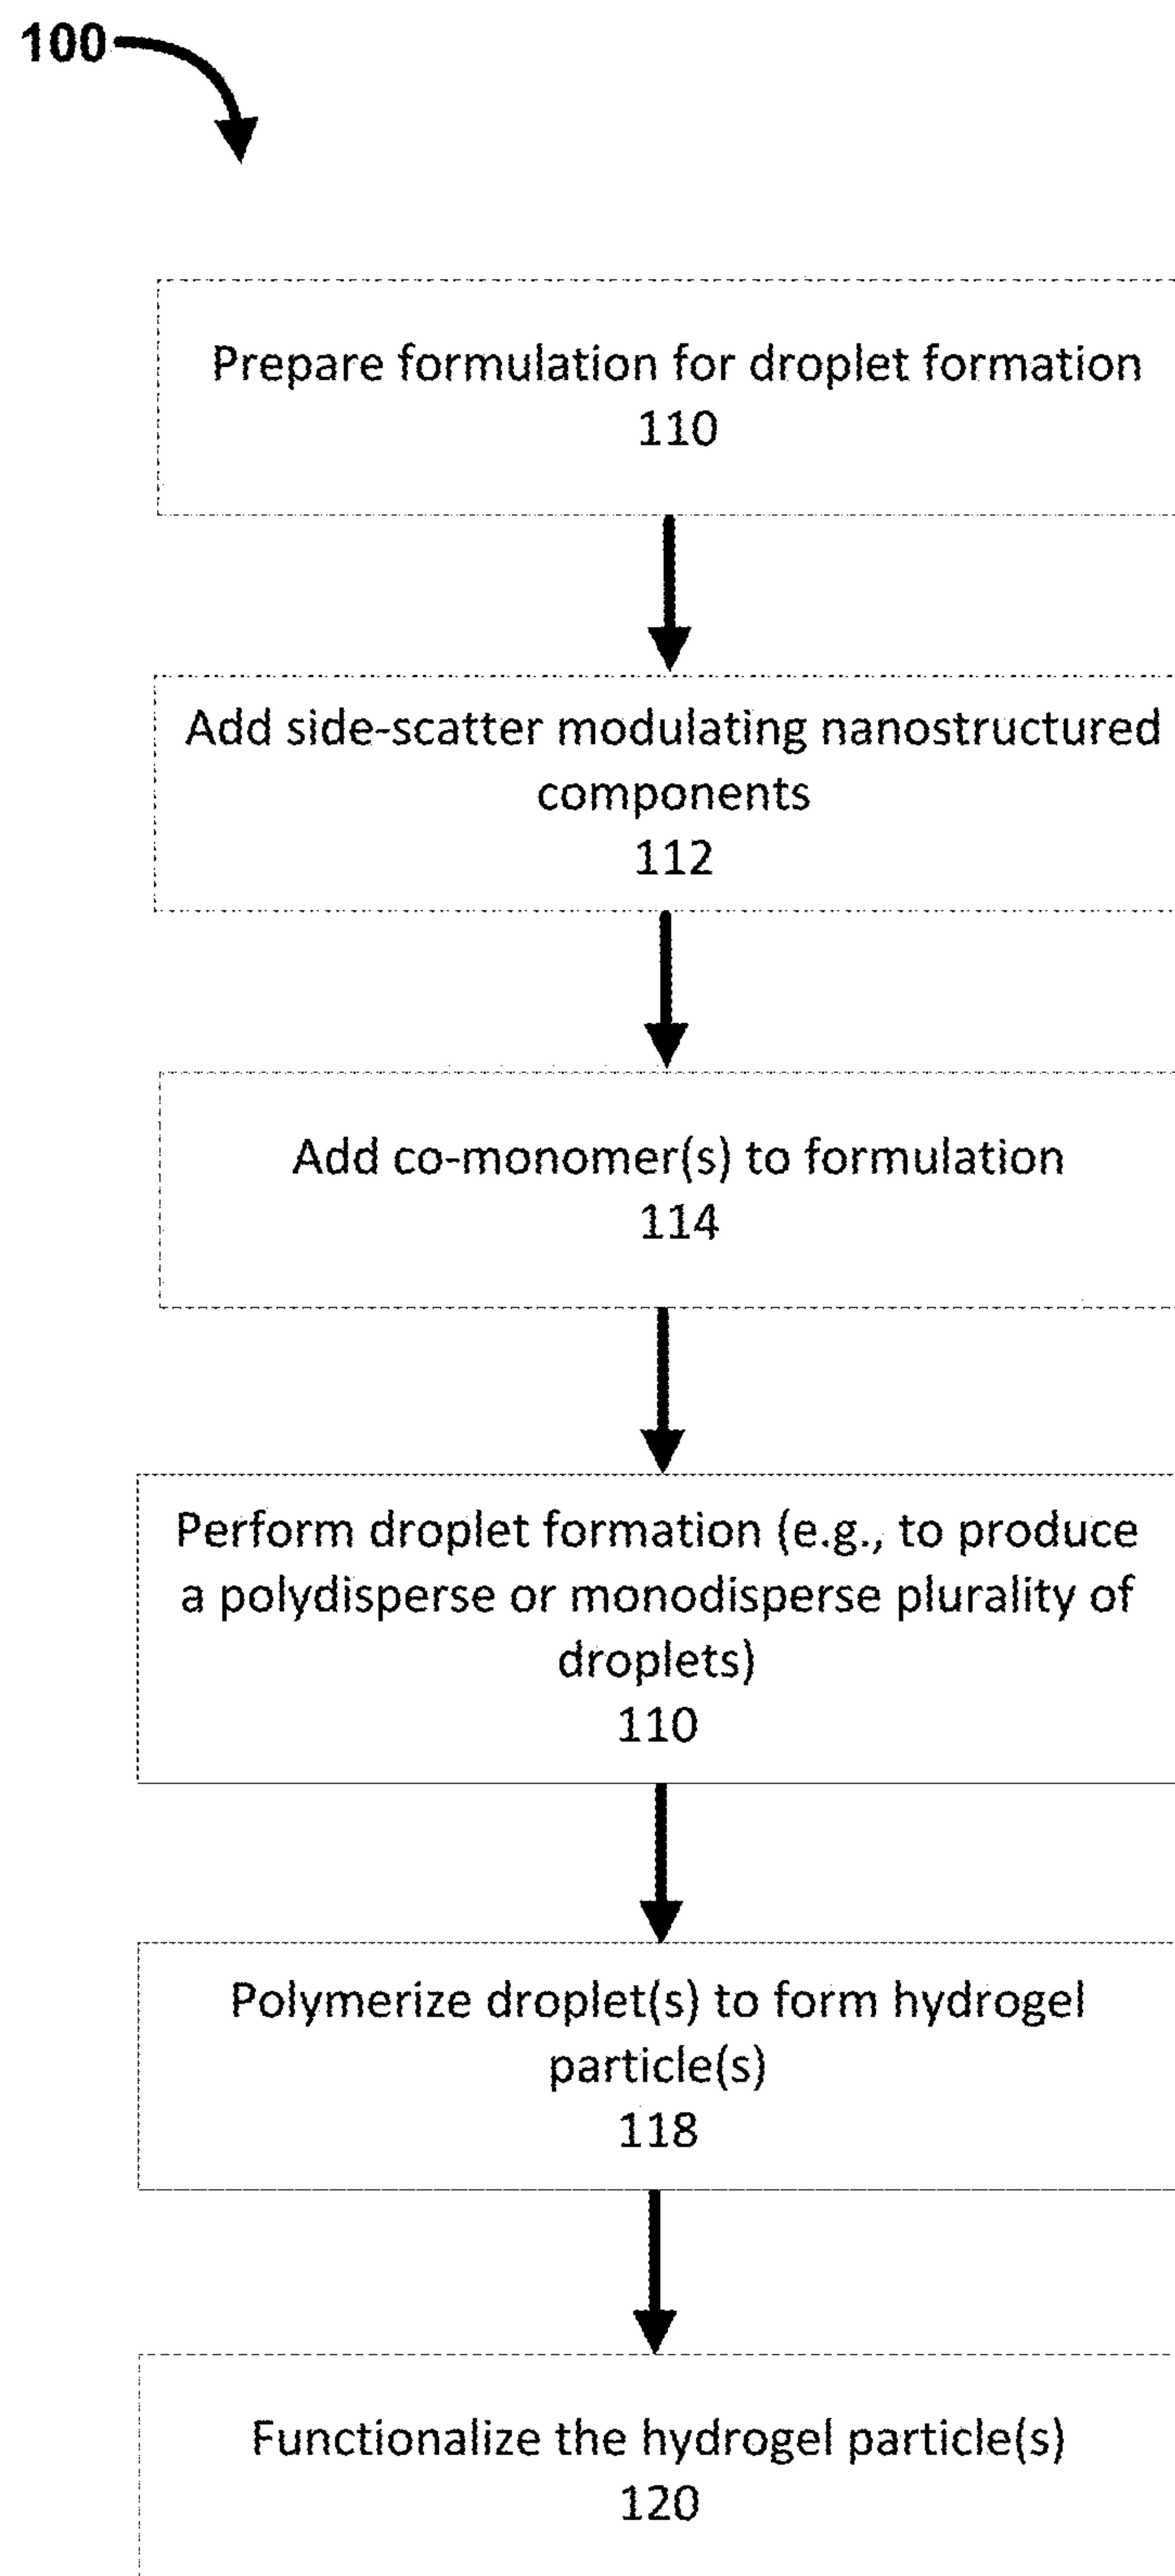 100
Prepare formulation for droplet formation
110
Add side-scatter modulating nanostructured
components
112
Add co-monomer(s) to formulation
114
Perform droplet formation (e.g., to produce
a polydisperse or monodisperse plurality of
droplets)
110
Polymerize droplet(s) to form hydrogel
particle(s)
118
Functionalize the hydrogel particle(s)
120